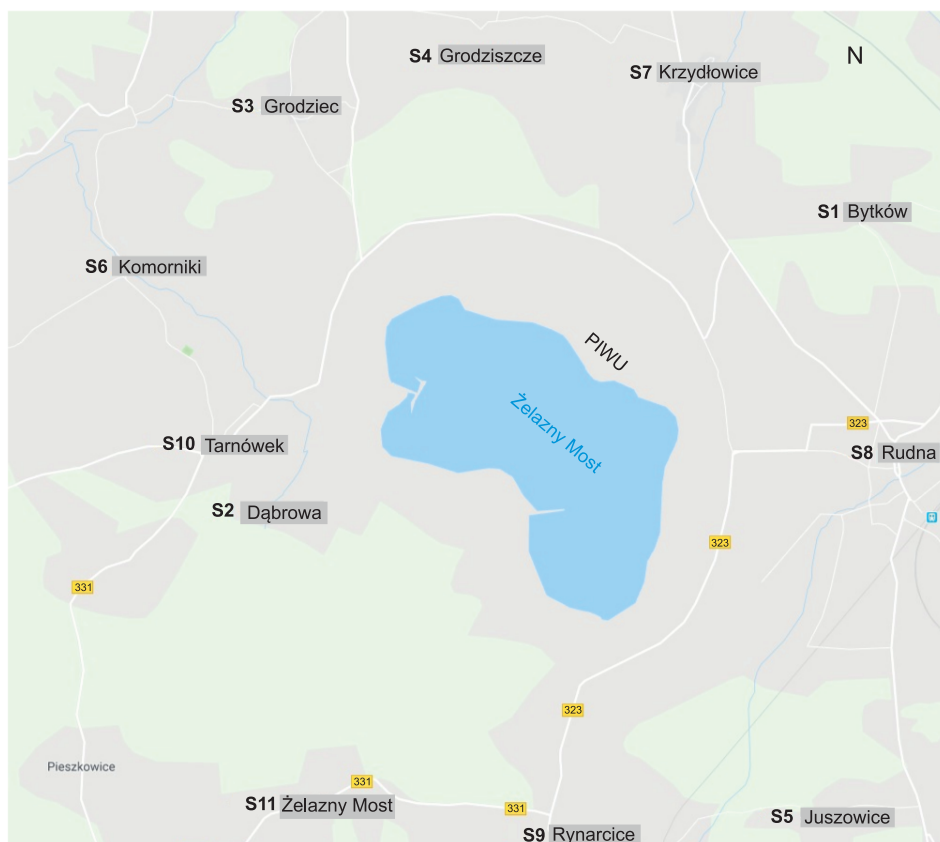 S4 Grodziszcze
N
S7 Krzydłowice
S3 Grodziec
S1 Bytków
S6 Komorniki
PIWU
Żelazny Most
323
S10 Tarnówek
S8 Rudna
S2 Dąbrowa
323
331
323
Pieszkowice
331
S11 Żelazny Most
331
S5 Juszowice
S9 Rynarcice